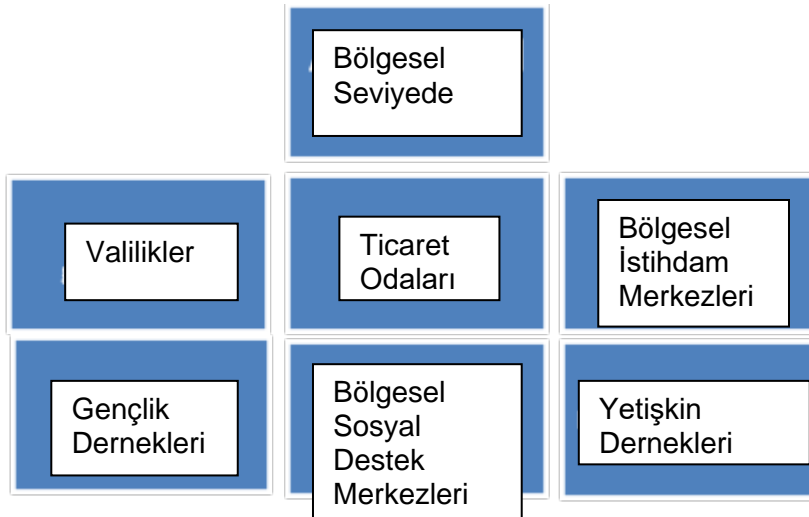 Bölgesel
Seviyede
Valilikler
Ticaret
Odaları
Bölgesel
İstihdam
Merkezleri
Gençlik
Dernekleri
Bölgesel
Sosyal
Destek
Merkezleri
Yetişkin
Dernekleri